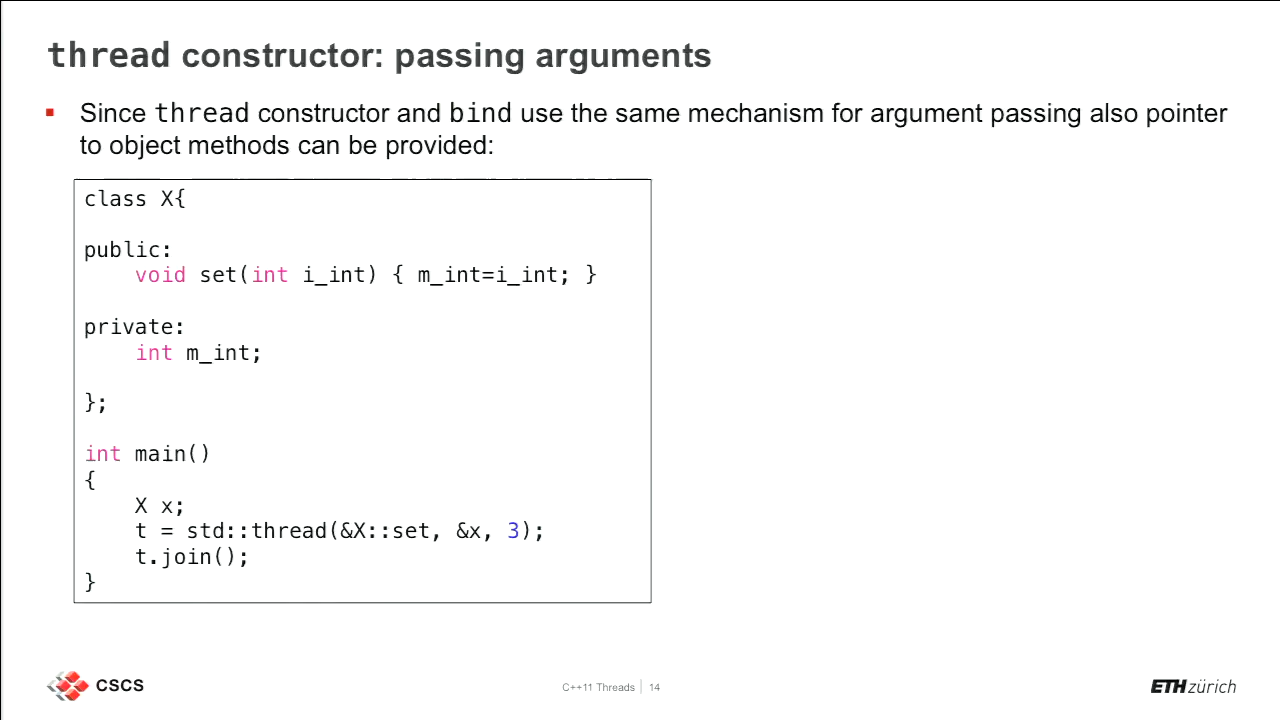 thread constructor: passing arguments
Since thread constructor and bind use the same mechanism for argument passing also pointer
to object methods can be provided:
class X{
public:
    void set(int i_int) { m_int=i_int; }
private:
    int m_int;
};
int main()
{
    X x;
    t = std::thread(&X::set, &x, 3);
    t.join();
}
CSCS
C++11 Threads | 14
ETH zürich